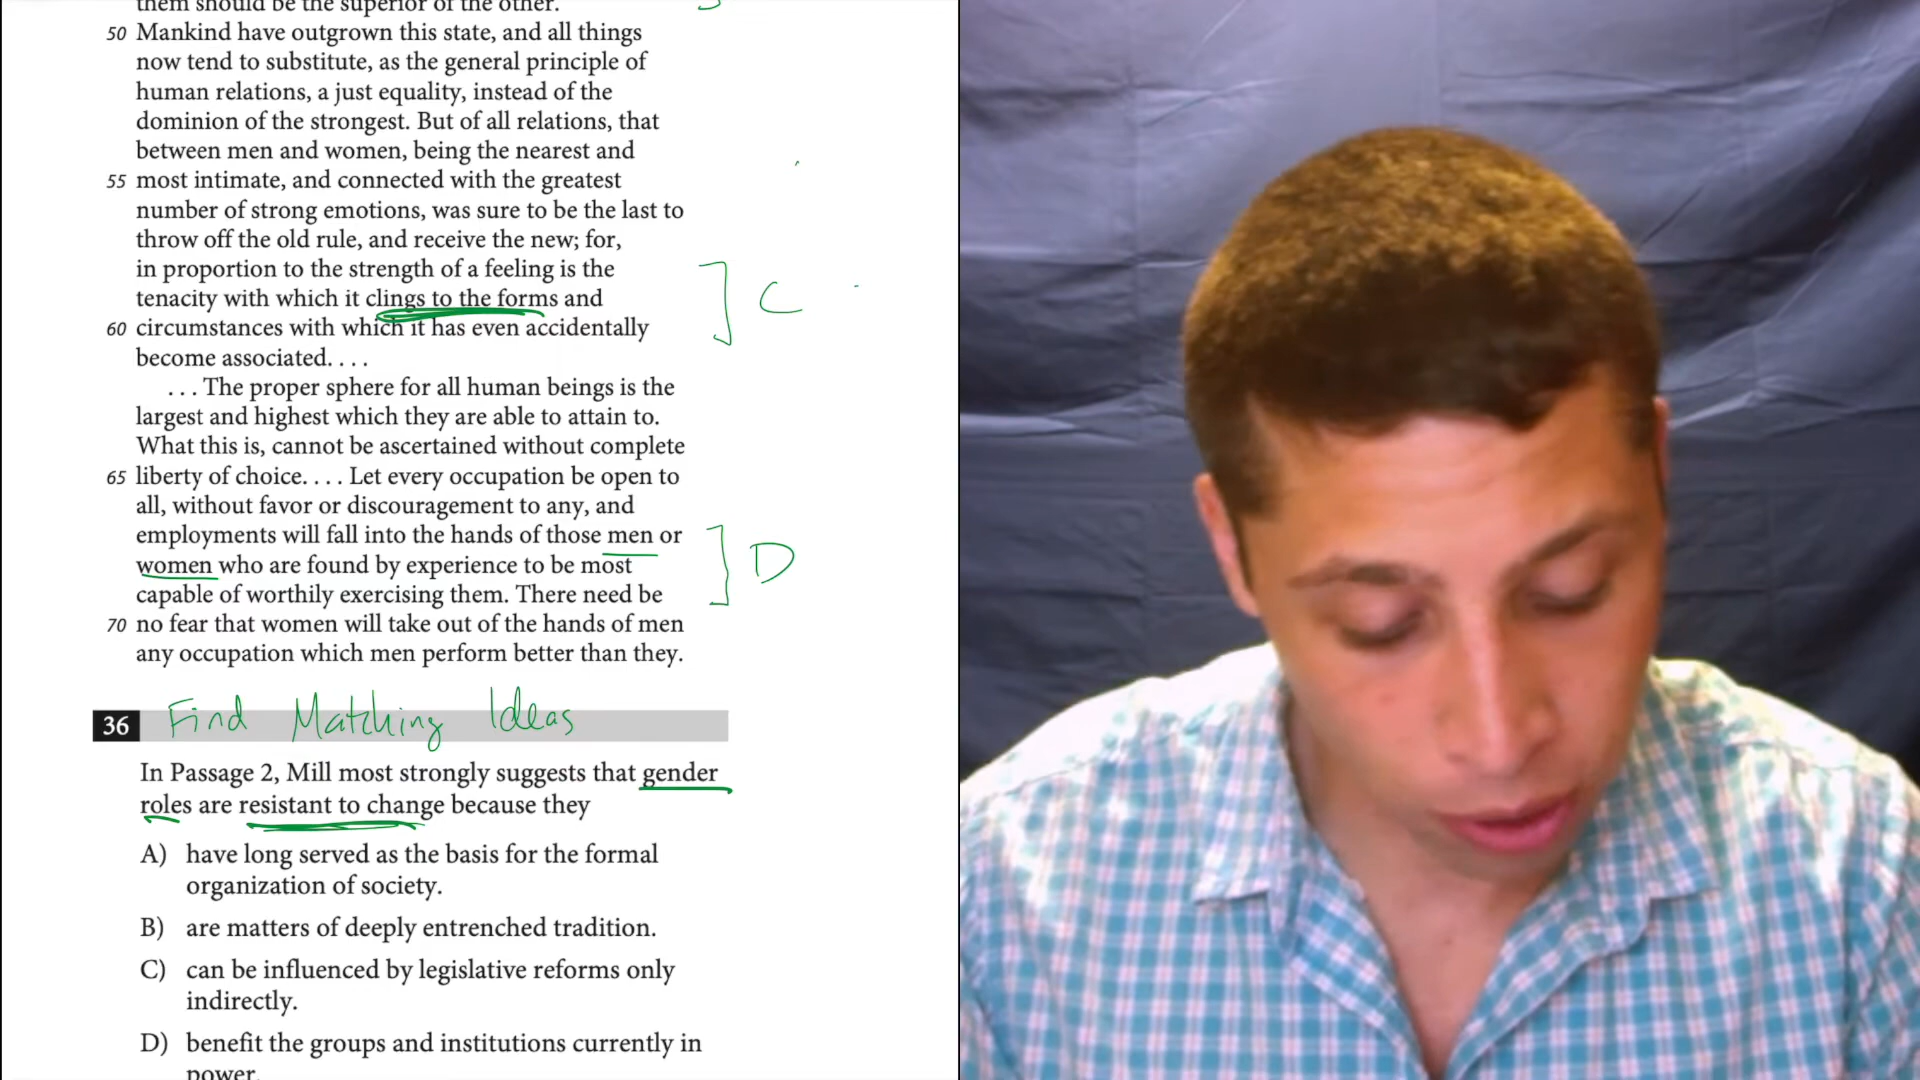 them should be the superior of the other.
50 Mankind have outgrown this state, and all things
now tend to substitute, as the general principle of
human relations, a just equality, instead of the
dominion of the strongest. But of all relations, that
between men and women, being the nearest and
55 most intimate, and connected with the greatest
number of strong emotions, was sure to be the last to
throw off the old rule, and receive the new; for,
in proportion to the strength of a feeling is the
tenacity with which it clings to the forms and
60 circumstances with which it has even accidentally
become associated. . . .
. . . The proper sphere for all human beings is the
largest and highest which they are able to attain to.
What this is, cannot be ascertained without complete
65 liberty of choice. . . . Let every occupation be open to
all, without favor or discouragement to any, and
employments will fall into the hands of those men or
women who are found by experience to be most
capable of worthily exercising them. There need be
70 no fear that women will take out of the hands of men
any occupation which men perform better than they.
C
D
36 Find Matching Ideas
In Passage 2, Mill most strongly suggests that gender
roles are resistant to change because they
A) have long served as the basis for the formal
organization of society.
B) are matters of deeply entrenched tradition.
C) can be influenced by legislative reforms only
indirectly.
D) benefit the groups and institutions currently in
power.